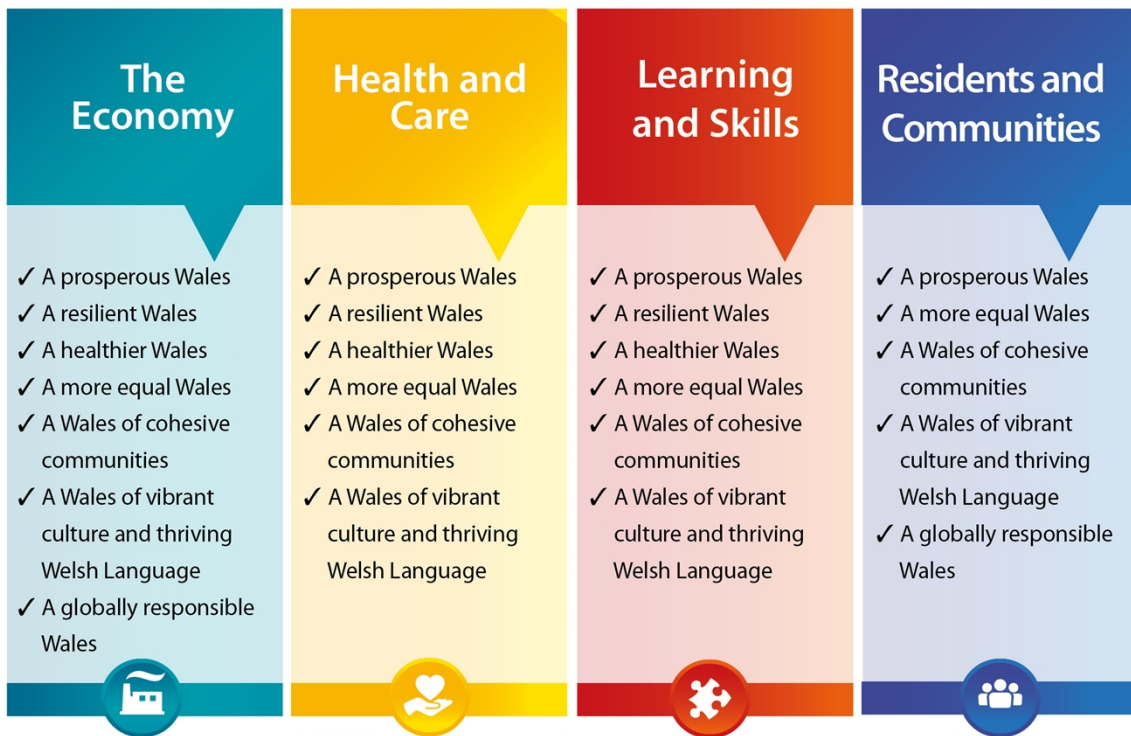 The
Economy
✓ A prosperous Wales
✓ A resilient Wales
✓ A healthier Wales
✓ A more equal Wales
✓ A Wales of cohesive
communities
✓ A Wales of vibrant
culture and thriving
Welsh Language
✓ A globally responsible
Wales
Health and
Care
✓ A prosperous Wales
✓ A resilient Wales
✓ A healthier Wales
✓ A more equal Wales
✓ A Wales of cohesive
communities
✓ A Wales of vibrant
culture and thriving
Welsh Language
Learning
and Skills
✓ A prosperous Wales
✓ A resilient Wales
✓ A healthier Wales
✓ A more equal Wales
✓ A Wales of cohesive
communities
✓ A Wales of vibrant
culture and thriving
Welsh Language
Residents and
Communities
✓ A prosperous Wales
✓ A more equal Wales
✓ A Wales of cohesive
communities
✓ A Wales of vibrant
culture and thriving
Welsh Language
✓ A globally responsible
Wales